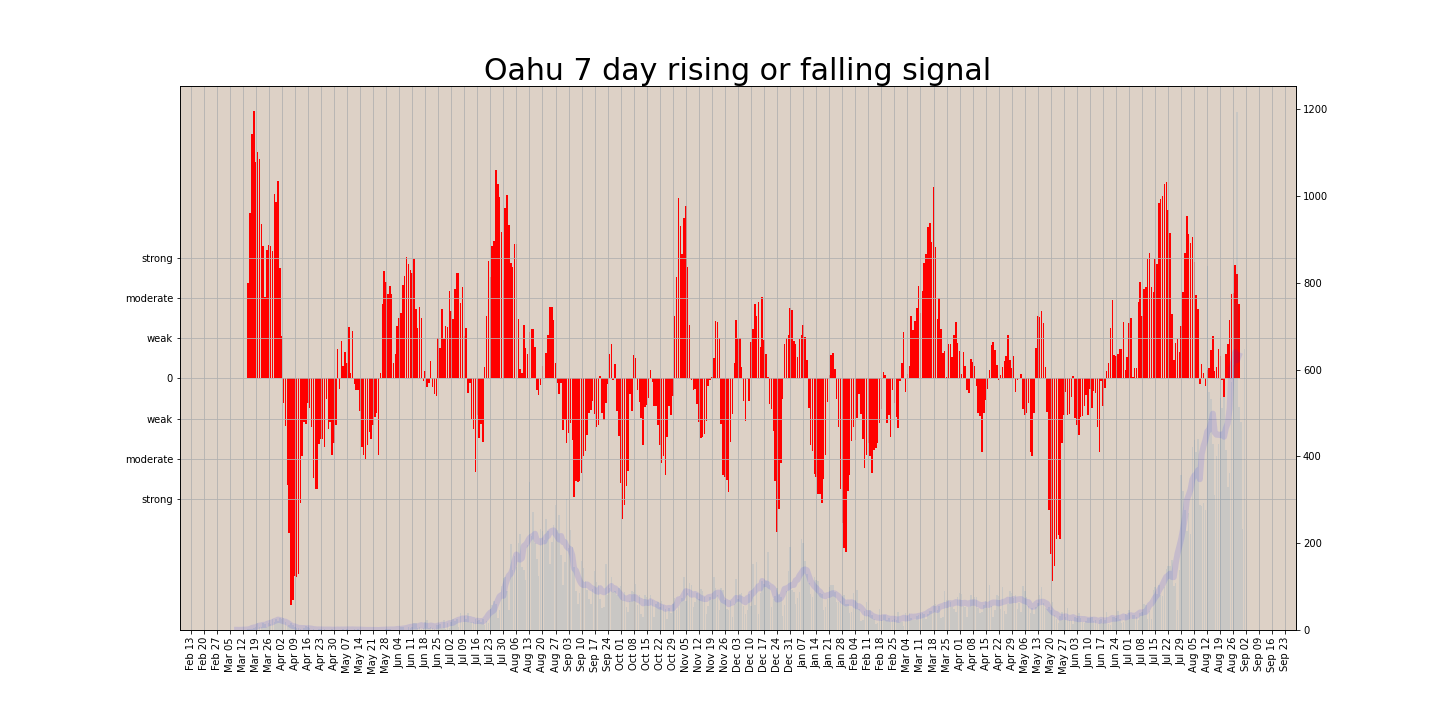 Oahu 7 day rising or falling signal
strong
moderate
weak
0
weak
moderate
strong
1200
1000
800
600
400
200
0
Feb 13
Feb 20
Feb 27
Mar 05
Mar 12
Mar 19
Mar 26
Apr 02
Apr 09
Apr 16
Apr 23
Apr 30
May 07
May 14
May 21
May 28
Jun 04
Jun 11
Jun 18
Jun 25
Jul 02
Jul 09
Jul 16
Jul 23
Jul 30
Aug 06
Aug 13
Aug 20
Aug 27
Sep 03
Sep 10
Sep 17
Sep 24
Oct 01
Oct 08
Oct 15
Oct 22
Oct 29
Nov 05
Nov 12
Nov 19
Nov 26
Dec 03
Dec 10
Dec 17
Dec 24
Dec 31
Jan 07
Jan 14
Jan 21
Jan 28
Feb 04
Feb 11
Feb 18
Feb 25
Mar 04
Mar 11
Mar 18
Mar 25
Apr 01
Apr 08
Apr 15
Apr 22
Apr 29
May 06
May 13
May 20
May 27
Jun 03
Jun 10
Jun 17
Jun 24
Jul 01
Jul 08
Jul 15
Jul 22
Jul 29
Aug 05
Aug 12
Aug 19
Aug 26
Sep 02
Sep 09
Sep 16
Sep 23